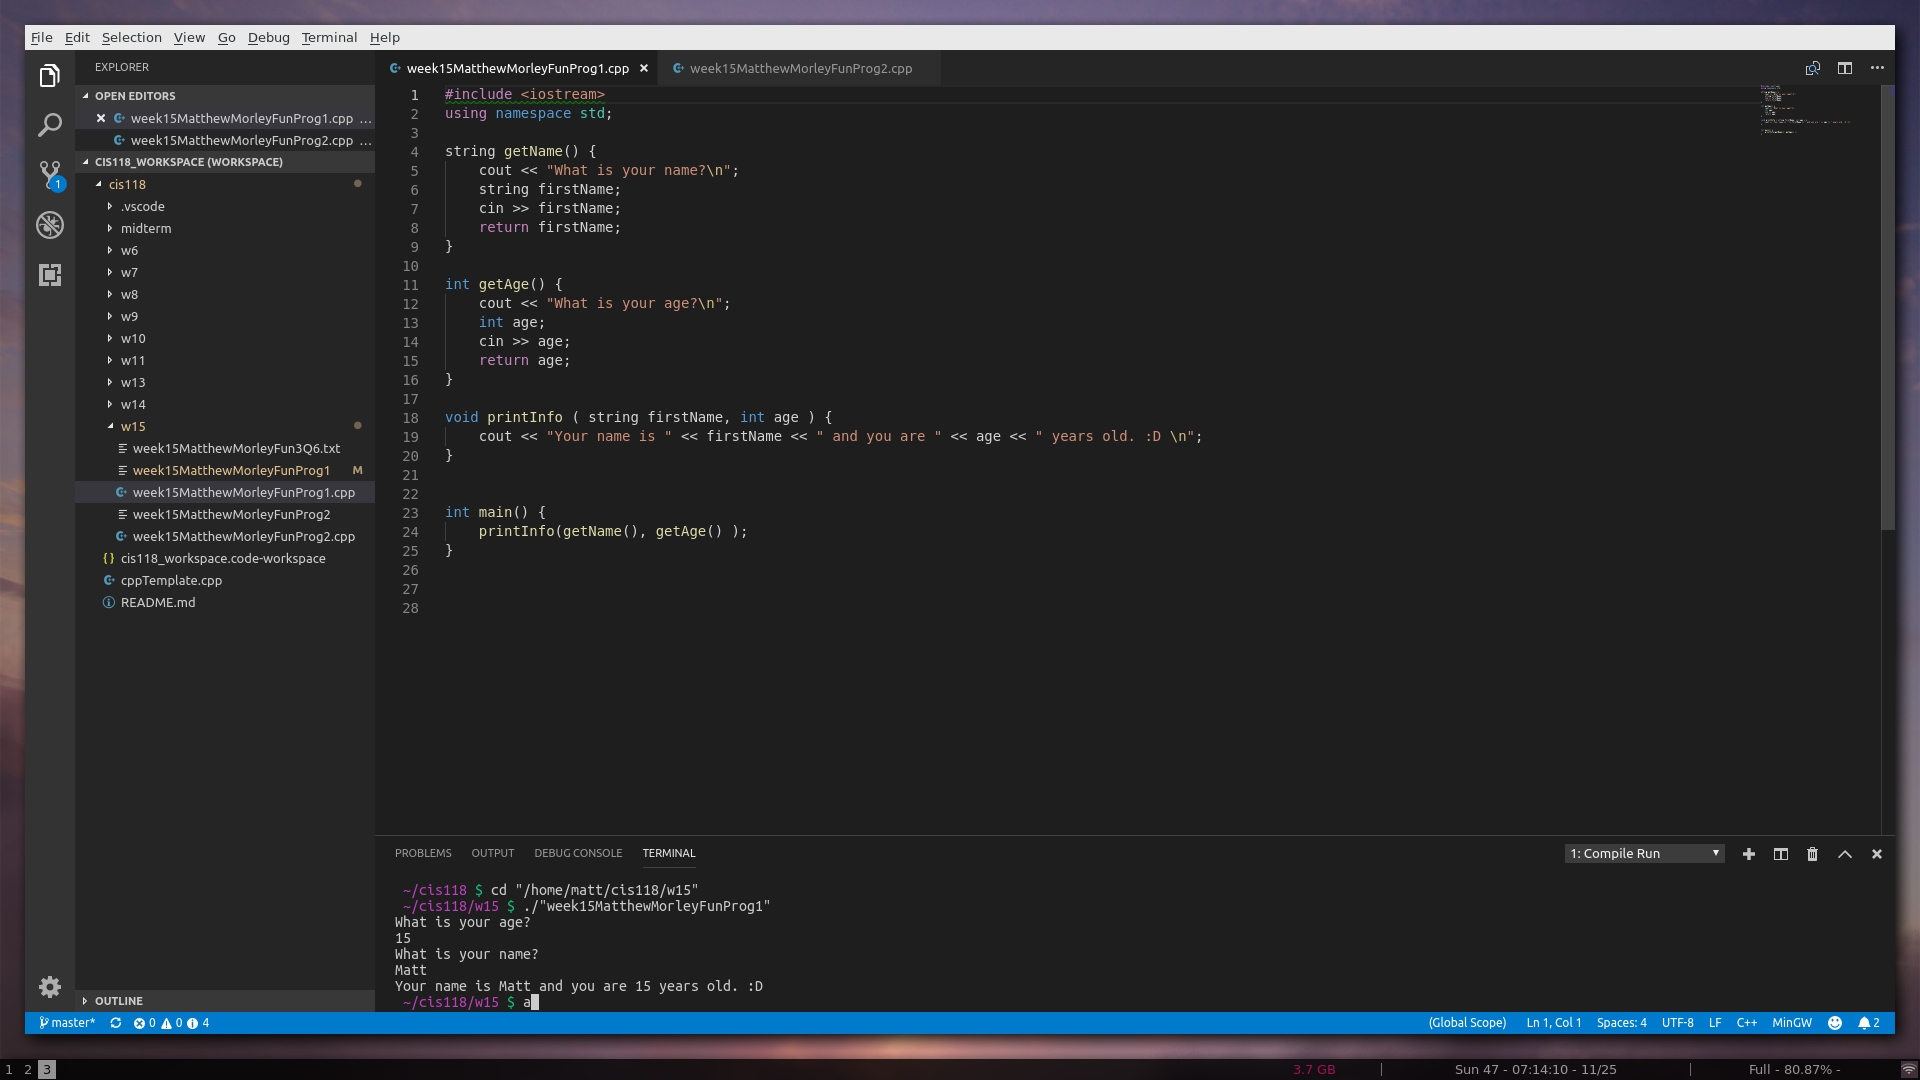 File Edit Selection View Go Debug Terminal Help
EXPLORER
OPEN EDITORS
week15MatthewMorleyFunProg1.cpp ...
week15MatthewMorleyFunProg2.cpp ...
CIS118_WORKSPACE (WORKSPACE)
1
cis118
.vscode
midterm
w6
w7
w8
w9
w10
w11
w13
w14
w15
week15MatthewMorleyFun3Q6.txt
week15MatthewMorleyFunProg1 M
week15MatthewMorleyFunProg1.cpp
week15MatthewMorleyFunProg2
week15MatthewMorleyFunProg2.cpp
{} cis118_workspace.code-workspace
cppTemplate.cpp
README.md
OUTLINE
week15MatthewMorleyFunProg1.cpp week15MatthewMorleyFunProg2.cpp
1 #include <iostream>
2 using namespace std;
3
4 string getName() {
5 cout << "What is your name?\n";
6 string firstName;
7 cin >> firstName;
8 return firstName;
9 }
10
11 int getAge() {
12 cout << "What is your age?\n";
13 int age;
14 cin >> age;
15 return age;
16 }
17
18 void printInfo ( string firstName, int age ) {
19 cout << "Your name is " << firstName << " and you are " << age << " years old. :D \n";
20 }
21
22
23 int main() {
24 printInfo(getName(), getAge() );
25 }
26
27
28
PROBLEMS OUTPUT DEBUG CONSOLE TERMINAL 1: Compile Run
~/cis118 $ cd "/home/matt/cis118/w15"
~/cis118/w15 $ ./"week15MatthewMorleyFunProg1"
What is your age?
15
What is your name?
Matt
Your name is Matt and you are 15 years old. :D
~/cis118/w15 $ a
master* 0 0 4 (Global Scope) Ln 1, Col 1 Spaces: 4 UTF-8 LF C++ MinGW 2
1 2 3 3.7 GB | Sun 47 - 07:14:10 - 11/25 | Full - 80.87% -